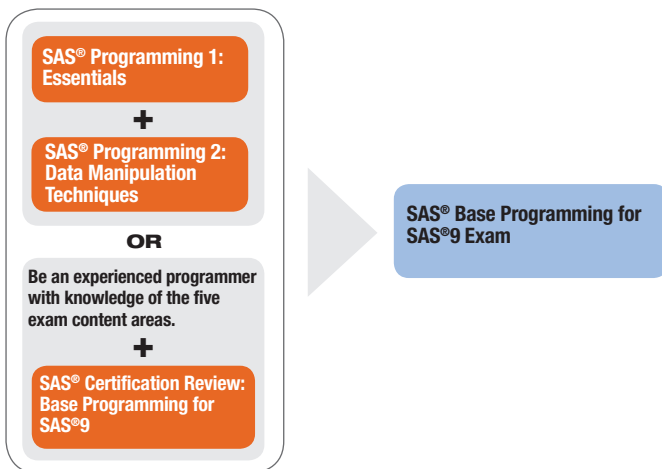 SAS® Programming 1:
Essentials
+
SAS® Programming 2:
Data Manipulation
Techniques
OR
Be an experienced programmer
with knowledge of the five
exam content areas.
+
SAS® Certification Review:
Base Programming for
SAS®9
SAS® Base Programming for
SAS®9 Exam